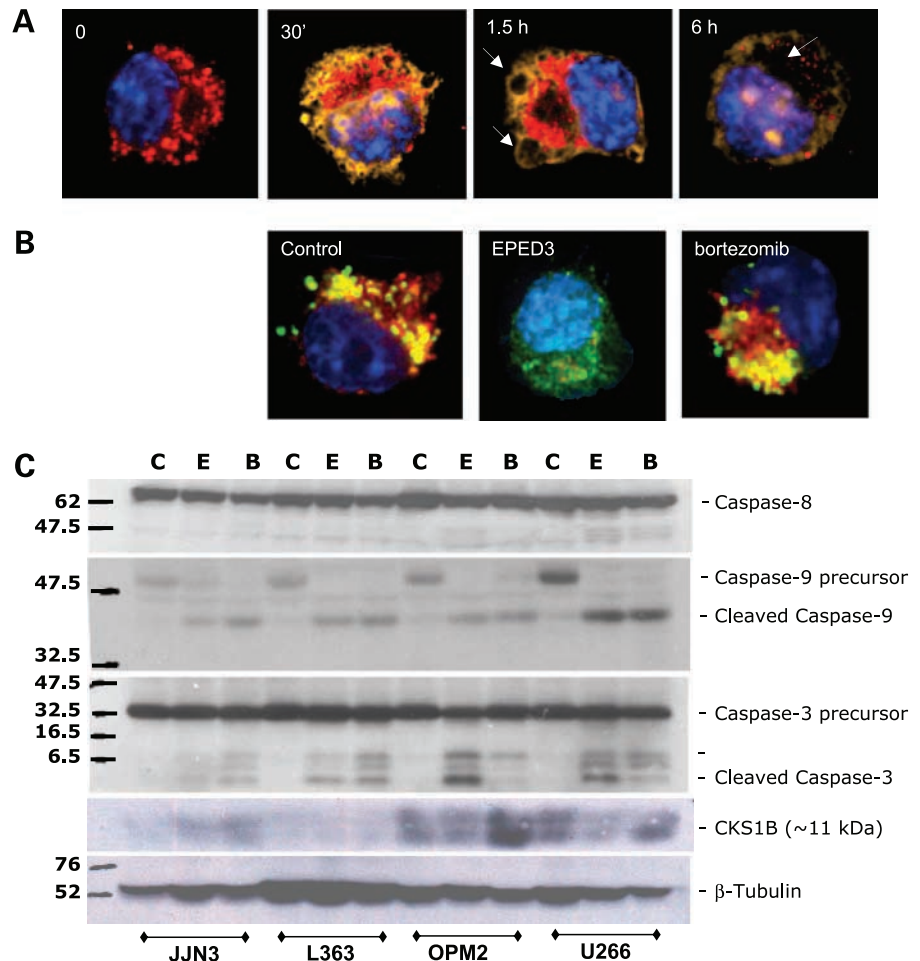 A
0
30'
1.5 h
6 h
B
Control
EPED3
bortezomib
C
C E B C E B C E B C E B
62
47.5
- Caspase-8
47.5
32.5
- Caspase-9 precursor
- Cleaved Caspase-9
47.5
32.5
16.5
6.5
- Caspase-3 precursor
-
- Cleaved Caspase-3
- CKS1B (~11 kDa)
76
52
- β-Tubulin
JJN3 L363 OPM2 U266